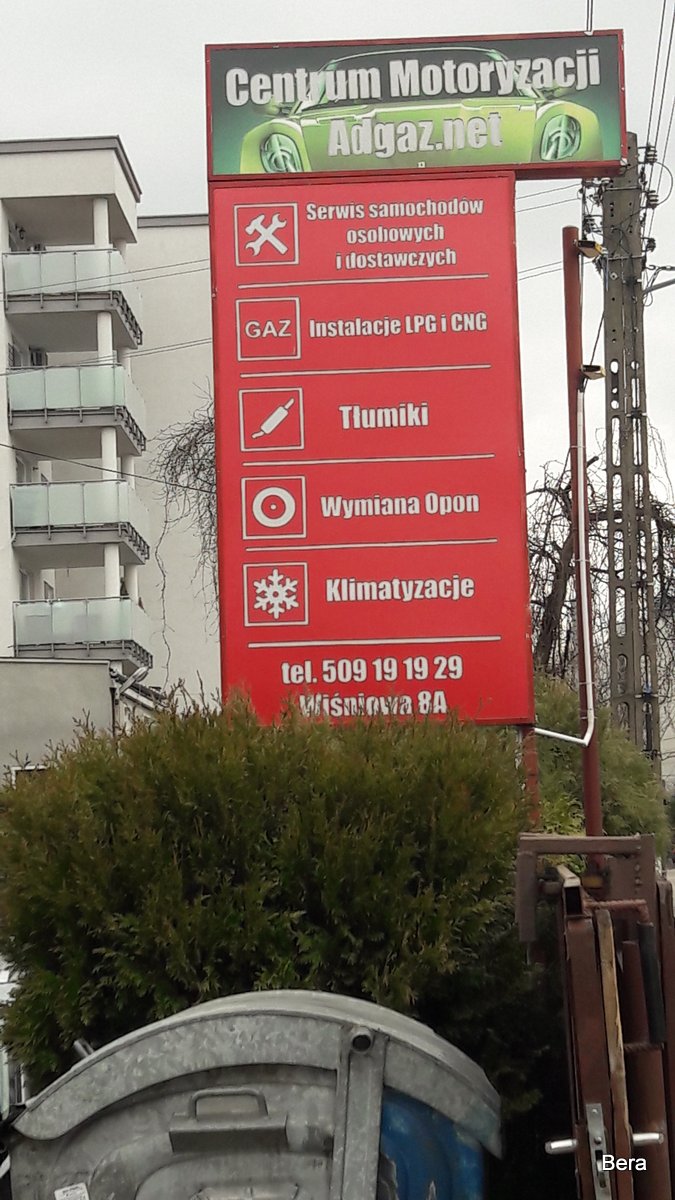 Centrum Motoryzacji
Adgaz.net
Serwis samochodów
osobowych
i dostawczych
GAZ
Instalacje LPG i CNG
Tłumiki
Wymiana Opon
Klimatyzacje
tel. 509 19 19 29
Wiśniowa 8A
Bera